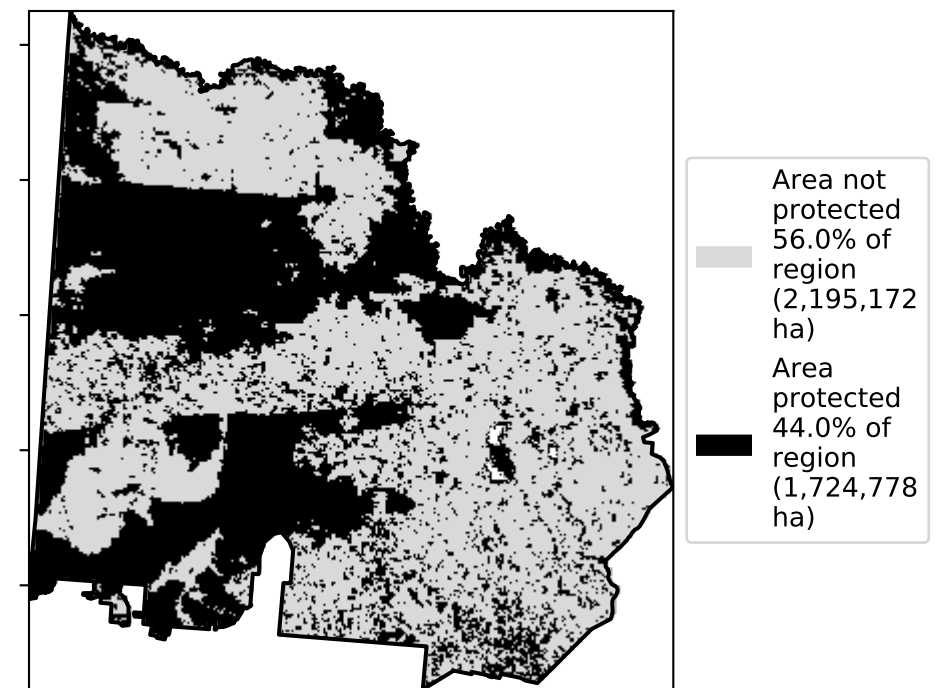 Area not
protected
56.0% of
region
(2,195,172
ha)
Area
protected
44.0% of
region
(1,724,778
ha)